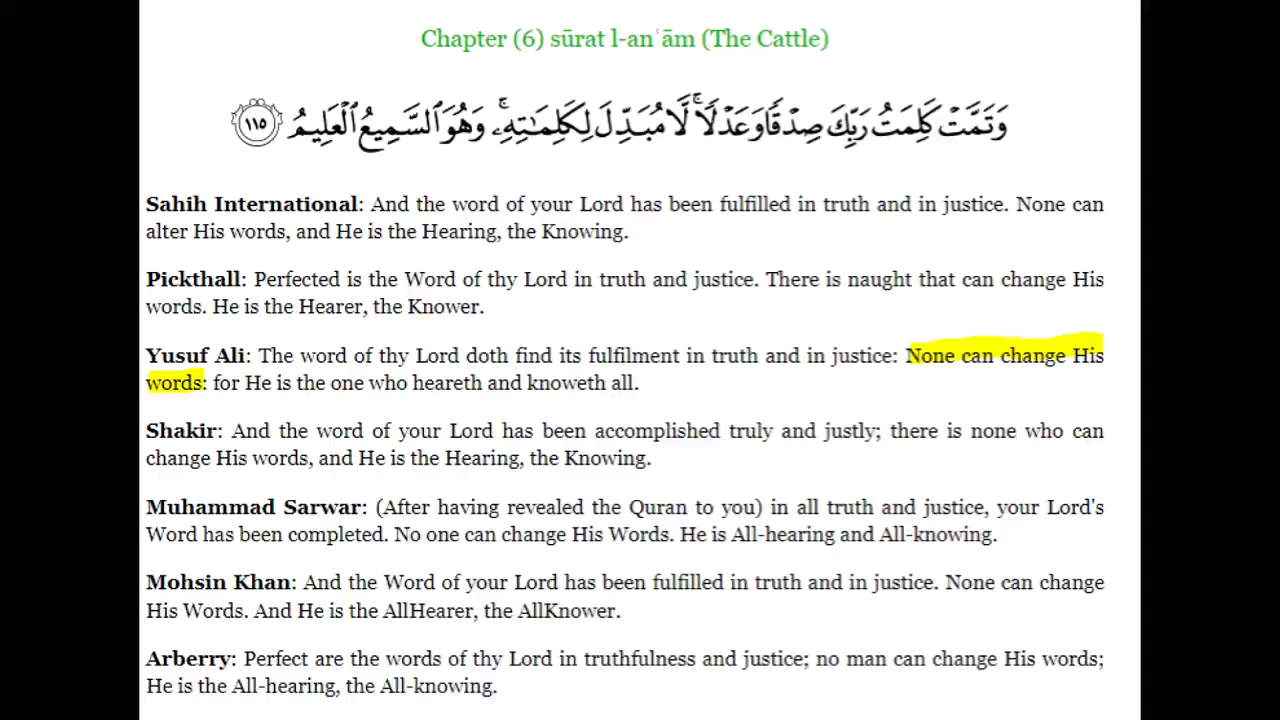 Chapter (6) sūrat l-anʿām (The Cattle)
وَتَمَّتْ كَلِمَتُ رَبِّكَ صِدْقًا وَعَدْلًا ۚ لَّا مُبَدِّلَ لِكَلِمَـٰتِهِۦ ۚ وَهُوَ ٱلسَّمِيعُ ٱلْعَلِيمُ ١١٥
Sahih International: And the word of your Lord has been fulfilled in truth and in justice. None can
alter His words, and He is the Hearing, the Knowing.
Pickthall: Perfected is the Word of thy Lord in truth and justice. There is naught that can change His
words. He is the Hearer, the Knower.
Yusuf Ali: The word of thy Lord doth find its fulfilment in truth and in justice: None can change His
words: for He is the one who heareth and knoweth all.
Shakir: And the word of your Lord has been accomplished truly and justly; there is none who can
change His words, and He is the Hearing, the Knowing.
Muhammad Sarwar: (After having revealed the Quran to you) in all truth and justice, your Lord's
Word has been completed. No one can change His Words. He is All-hearing and All-knowing.
Mohsin Khan: And the Word of your Lord has been fulfilled in truth and in justice. None can change
His Words. And He is the AllHearer, the AllKnower.
Arberry: Perfect are the words of thy Lord in truthfulness and justice; no man can change His words;
He is the All-hearing, the All-knowing.